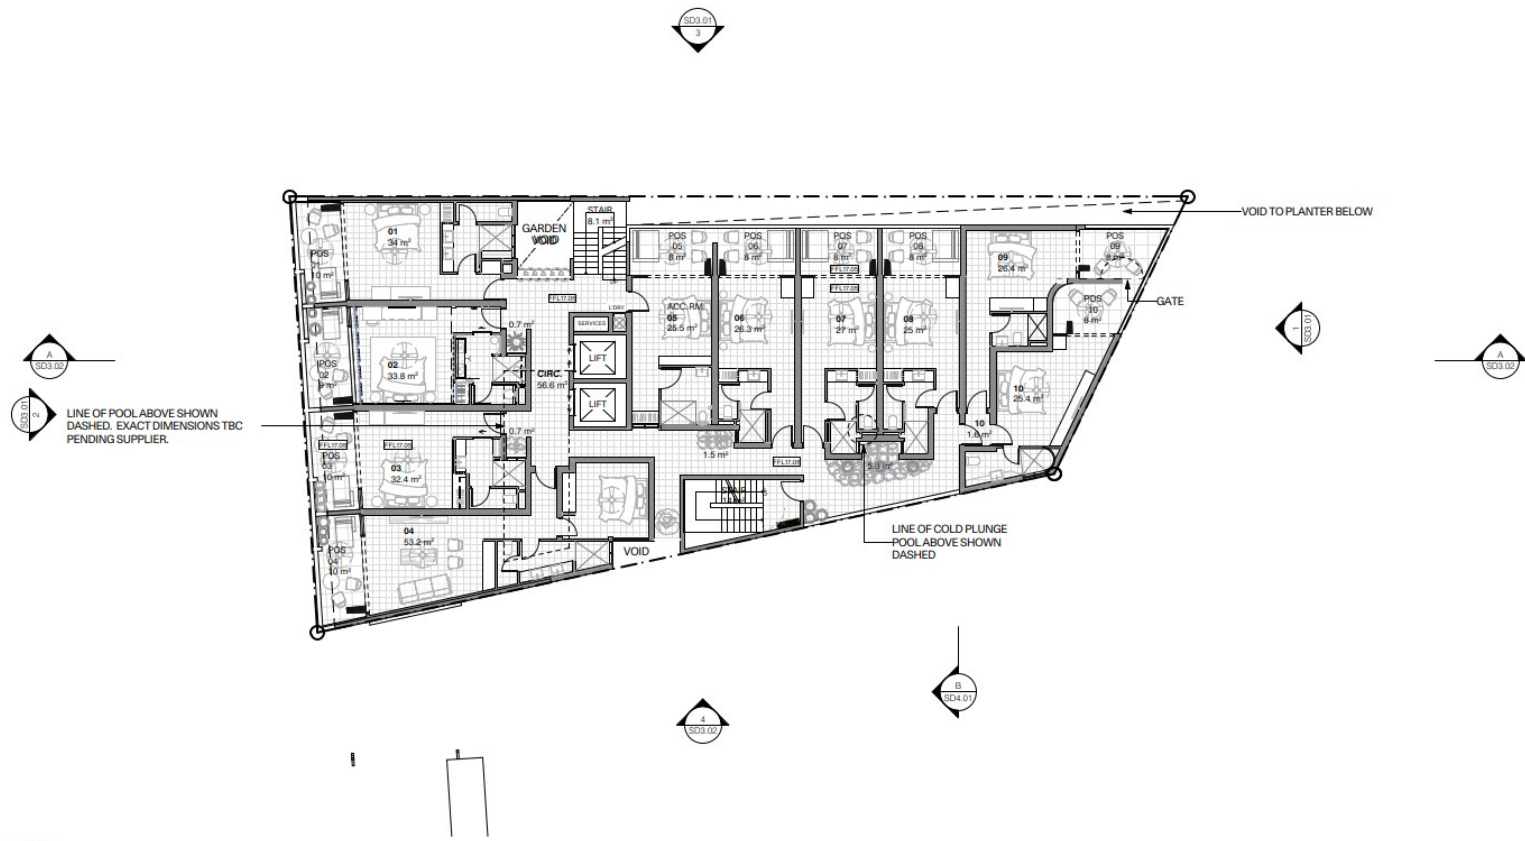 SD3.01
3
VOID TO PLANTER BELOW
GATE
1
SD3.01
A
SD3.02
A
SD3.02
SD3.01
2
LINE OF POOL ABOVE SHOWN
DASHED. EXACT DIMENSIONS TBC
PENDING SUPPLIER.
01
34 m²
POS
01
10 m²
GARDEN
VOID
STAIR
8.1 m²
FFL17.05
L'DRY
SERVICES
LIFT
LIFT
0.7 m²
CIRC.
56.6 m²
0.7 m²
02
33.8 m²
POS
02
9 m²
FFL17.05
FFL17.05
POS
03
10 m²
03
32.4 m²
04
53.2 m²
POS
04
10 m²
VOID
POS
05
8 m²
ACC.RM
05
25.5 m²
POS
06
8 m²
06
26.3 m²
POS
07
8 m²
FFL17.05
FFL17.05
07
27 m²
POS
08
8 m²
08
25 m²
09
26.4 m²
POS
09
8 m²
POS
10
8 m²
10
25.4 m²
10
1.6 m²
1.5 m²
FFL17.05
STAIR
LINE OF COLD PLUNGE
POOL ABOVE SHOWN
DASHED
B
SD4.01
4
SD3.02